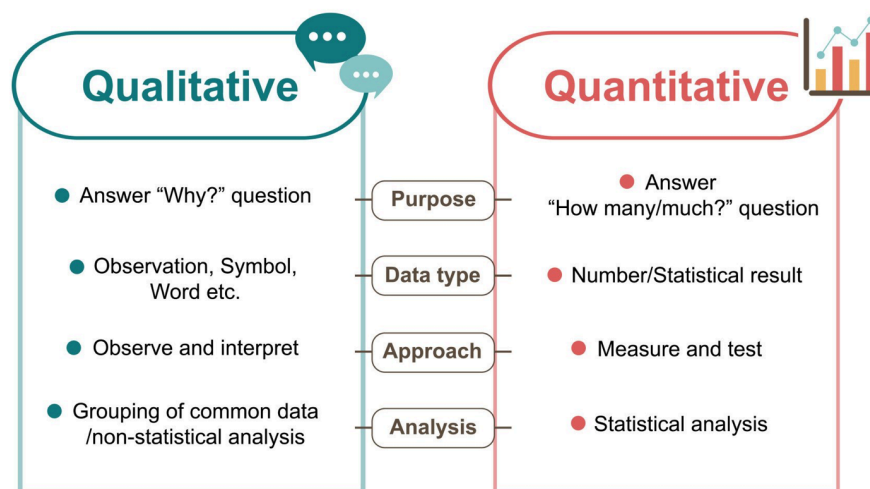 Qualitative
Quantitative
Answer “Why?” question
Purpose
Answer
“How many/much?” question
Observation, Symbol,
Word etc.
Data type
Number/Statistical result
Observe and interpret
Approach
Measure and test
Grouping of common data
/non-statistical analysis
Analysis
Statistical analysis